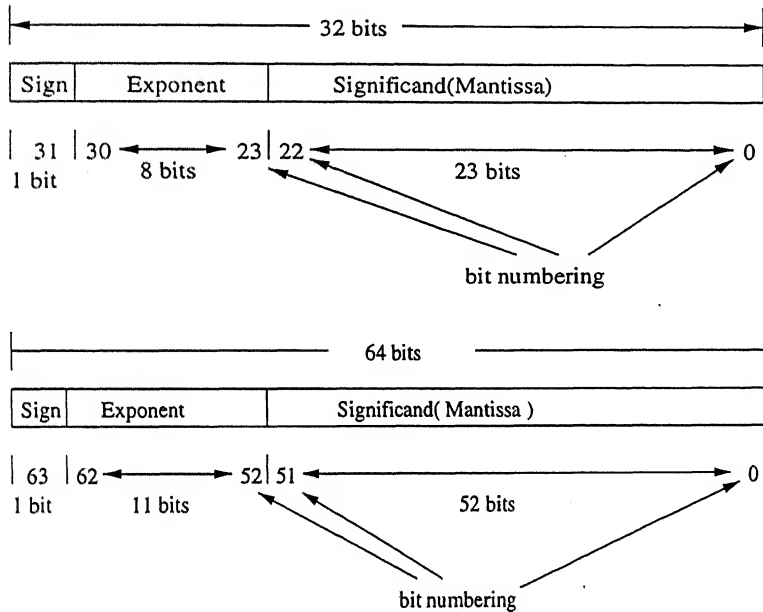 32 bits
Sign Exponent Significand(Mantissa)
31 30 23 22 0
1 bit 8 bits 23 bits
bit numbering
64 bits
Sign Exponent Significand( Mantissa )
63 62 52 51 0
1 bit 11 bits 52 bits
bit numbering